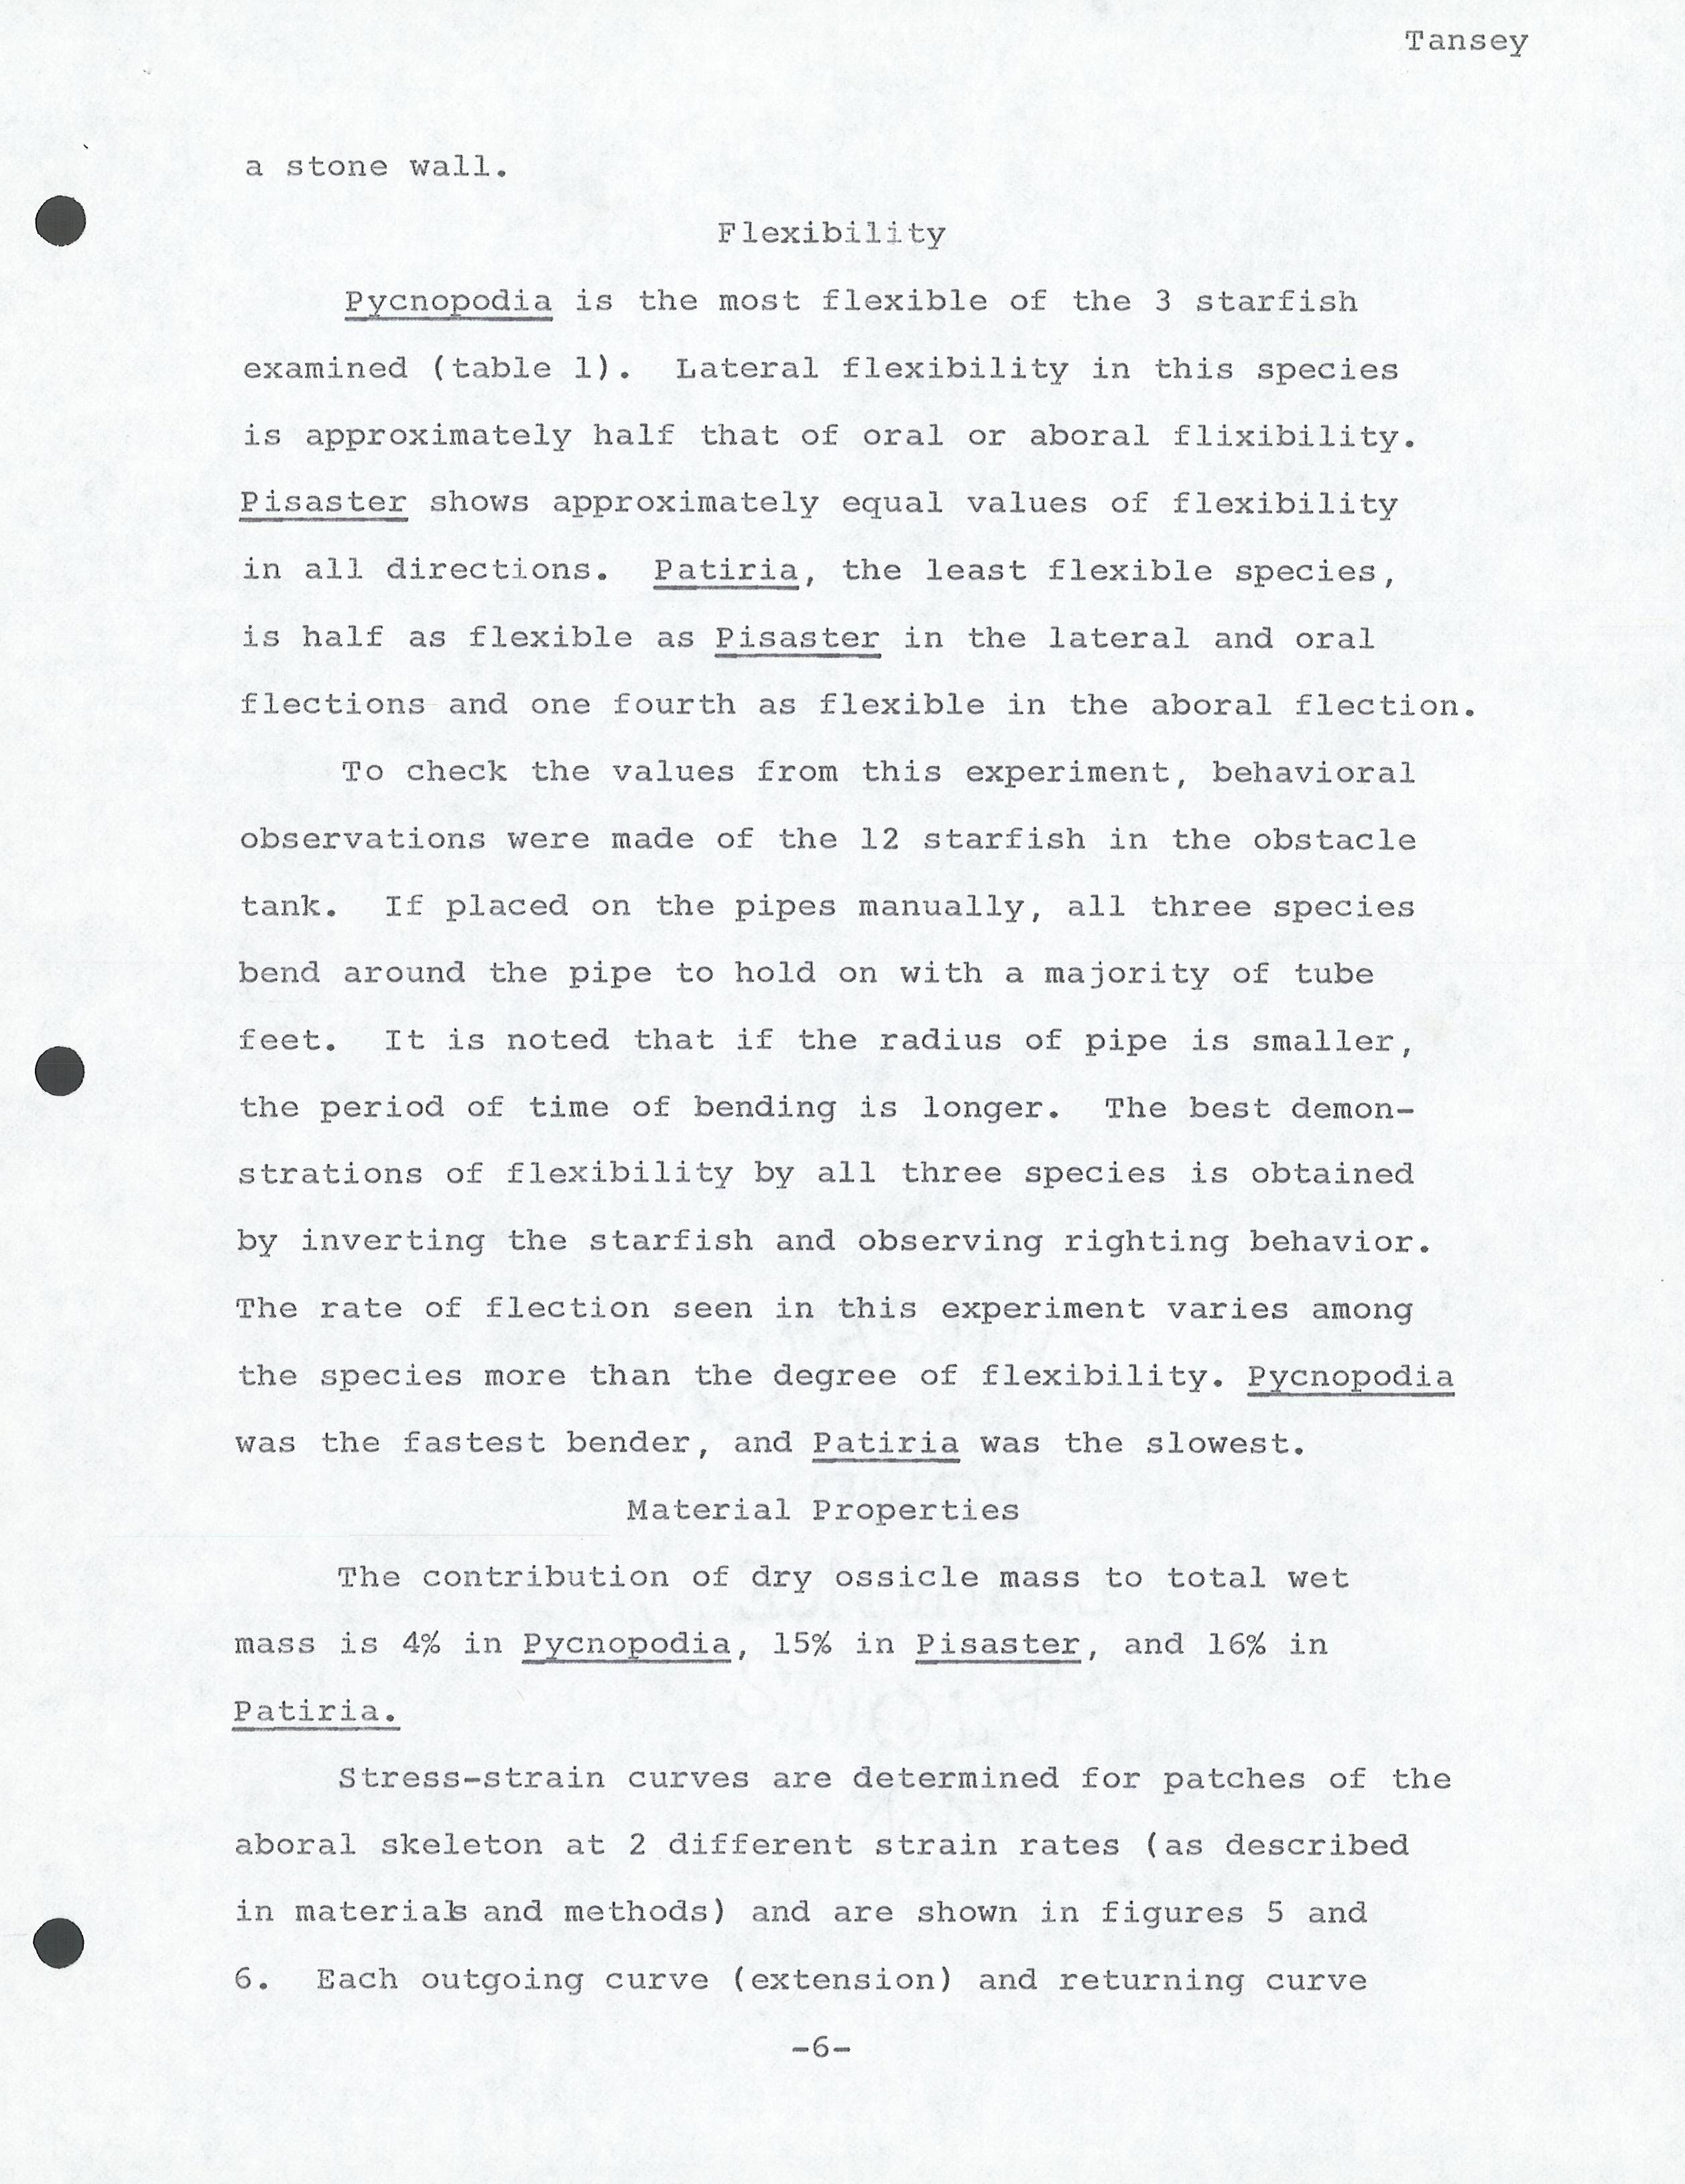 Tansey
a stone wall.
Flexibility
Pycnopodia is the most flexible of the 3 starfish
examined (table 1). Lateral flexibility in this species
is approximately half that of oral or aboral flixibility.
Pisaster shows approximately equal values of flexibility
in all directions. Patiria, the least flexible species,
is half as flexible as Pisaster in the lateral and oral
flections and one fourth as flexible in the aboral flection.
To check the values from this experiment, behavioral
observations were made of the 12 starfish in the obstacle
tank. If placed on the pipes manually, all three species
bend around the pipe to hold on with a majority of tube
feet. It is noted that if the radius of pipe is smaller,
the period of time of bending is longer. The best demon-
strations of flexibility by all three species is obtained
by inverting the starfish and observing righting behavior.
The rate of flection seen in this experiment varies among
the species more than the degree of flexibility. Pycnopodia
was the fastest bender, and Patiria was the slowest.
Material Properties
The contribution of dry ossicle mass to total wet
mass is 4% in Pycnopodia, 15% in Pisaster, and 16% in
Patiria.
Stress-strain curves are determined for patches of the
aboral skeleton at 2 different strain rates (as described
in materials and methods) and are shown in figures 5 and
6. Each outgoing curve (extension) and returning curve
-6-